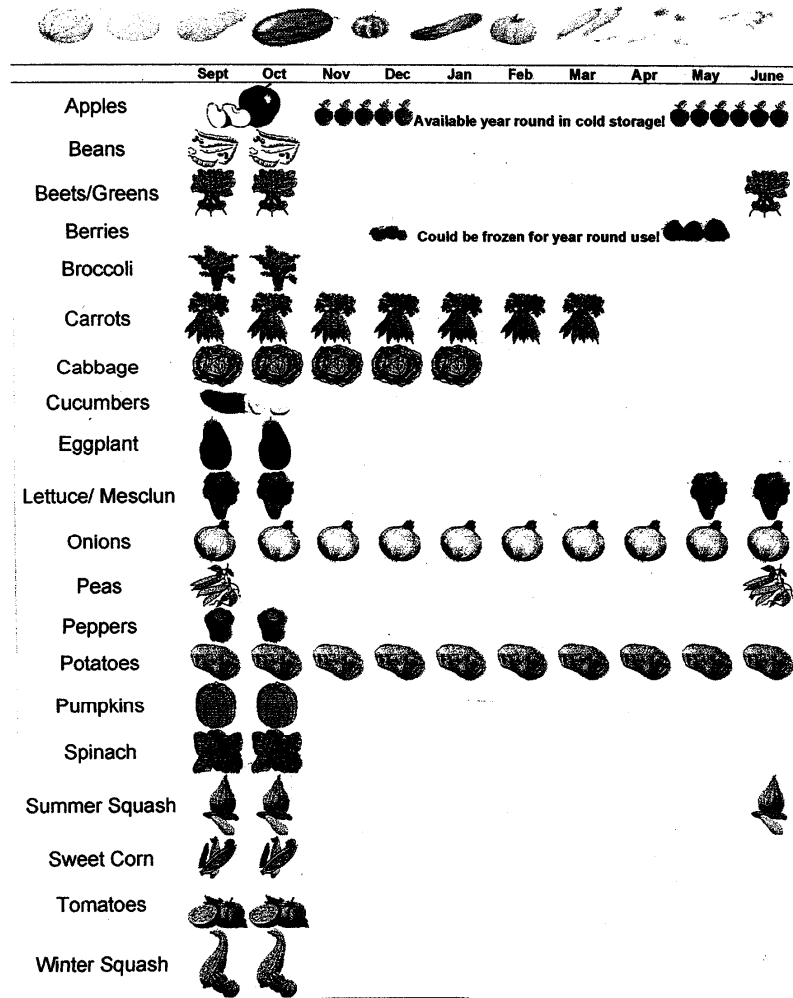 Sept Oct Nov Dec Jan Feb Mar Apr May June
Apples Available year round in cold storage!
Beans
Beets/Greens
Berries Could be frozen for year round use!
Broccoli
Carrots
Cabbage
Cucumbers
Eggplant
Lettuce/ Mesclun
Onions
Peas
Peppers
Potatoes
Pumpkins
Spinach
Summer Squash
Sweet Corn
Tomatoes
Winter Squash